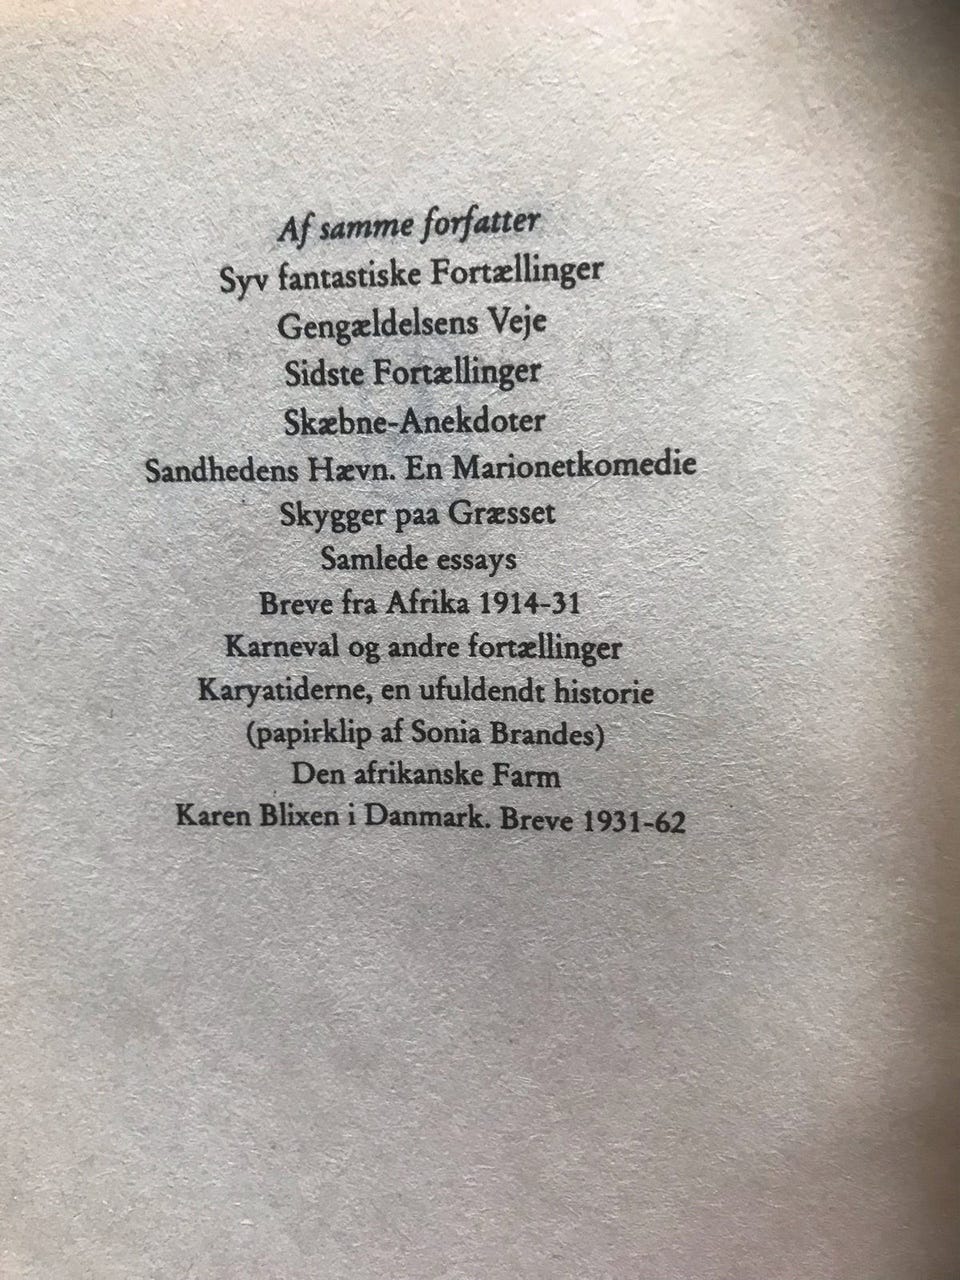 Af samme forfatter
Syv fantastiske Fortællinger
Gengældelsens Veje
Sidste Fortællinger
Skæbne-Anekdoter
Sandhedens Hævn. En Marionetkomedie
Skygger paa Græsset
Samlede essays
Breve fra Afrika 1914-31
Karneval og andre fortællinger
Karyatiderne, en ufuldendt historie
(papirklip af Sonia Brandes)
Den afrikanske Farm
Karen Blixen i Danmark. Breve 1931-62